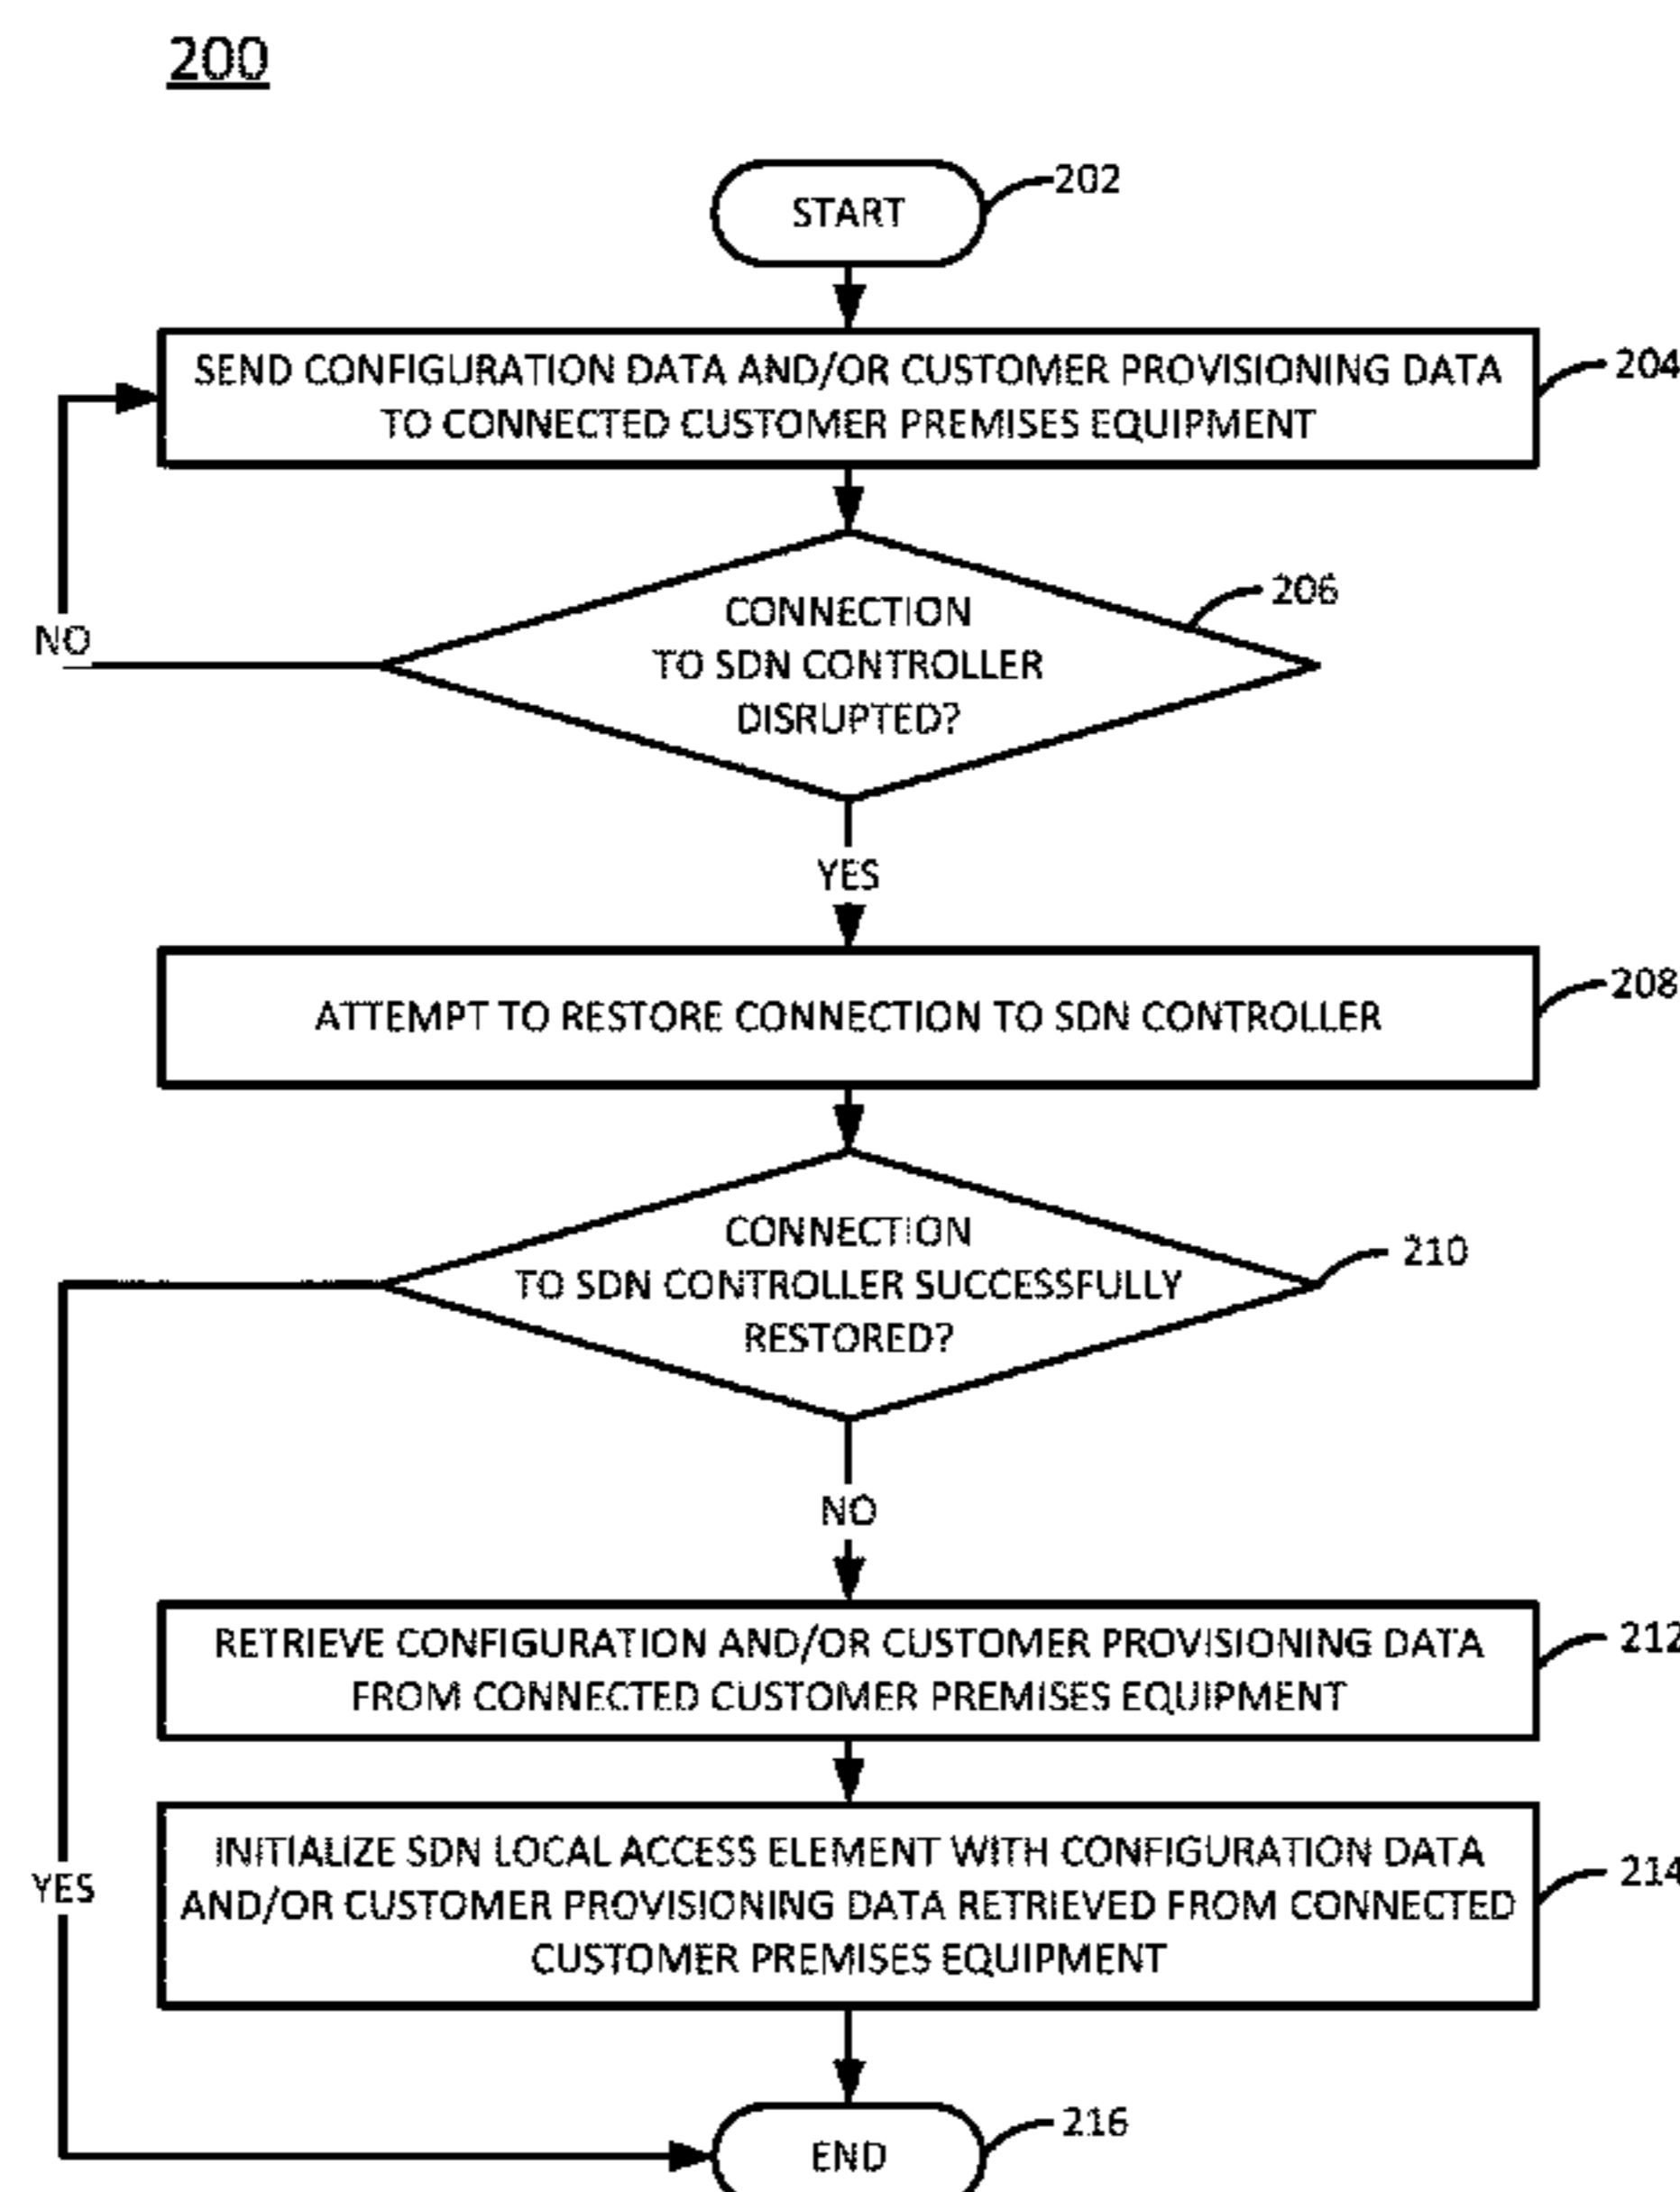 200
START
202
SEND CONFIGURATION DATA AND/OR CUSTOMER PROVISIONING DATA
TO CONNECTED CUSTOMER PREMISES EQUIPMENT
204
CONNECTION
TO SDN CONTROLLER
DISRUPTED?
206
NO
YES
ATTEMPT TO RESTORE CONNECTION TO SDN CONTROLLER
208
CONNECTION
TO SDN CONTROLLER SUCCESSFULLY
RESTORED?
210
NO
RETRIEVE CONFIGURATION AND/OR CUSTOMER PROVISIONING DATA
FROM CONNECTED CUSTOMER PREMISES EQUIPMENT
212
INITIALIZE SDN LOCAL ACCESS ELEMENT WITH CONFIGURATION DATA
AND/OR CUSTOMER PROVISIONING DATA RETRIEVED FROM CONNECTED
CUSTOMER PREMISES EQUIPMENT
214
YES
END
216